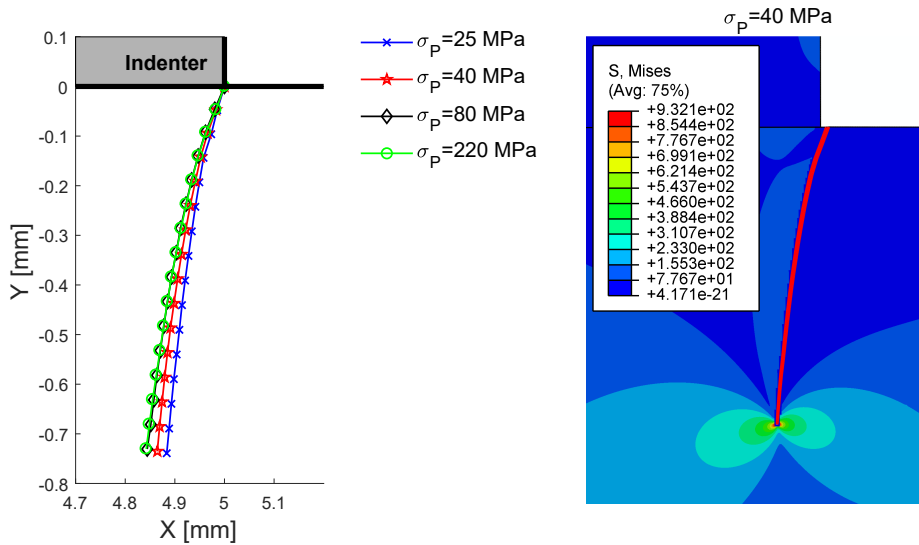 0.1
0
-0.1
-0.2
-0.3
-0.4
-0.5
-0.6
-0.7
-0.8
4.7
4.8
4.9
5
5.1
Y [mm]
X [mm]
Indenter
σP=25 MPa
σP=40 MPa
σP=80 MPa
σP=220 MPa
σP=40 MPa
S, Mises
(Avg: 75%)
+9.321e+02
+8.544e+02
+7.767e+02
+6.991e+02
+6.214e+02
+5.437e+02
+4.660e+02
+3.884e+02
+3.107e+02
+2.330e+02
+1.553e+02
+7.767e+01
+4.171e-21